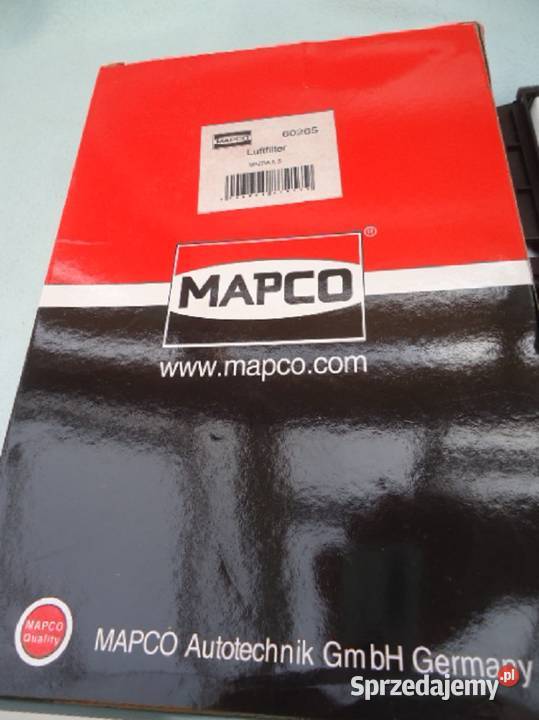 MAPCO 60265
Luftfilter
MAPCO ®
www.mapco.com
MAPCO
Quality
MAPCO Autotechnik GmbH Germany
Sprzedajemy.pl